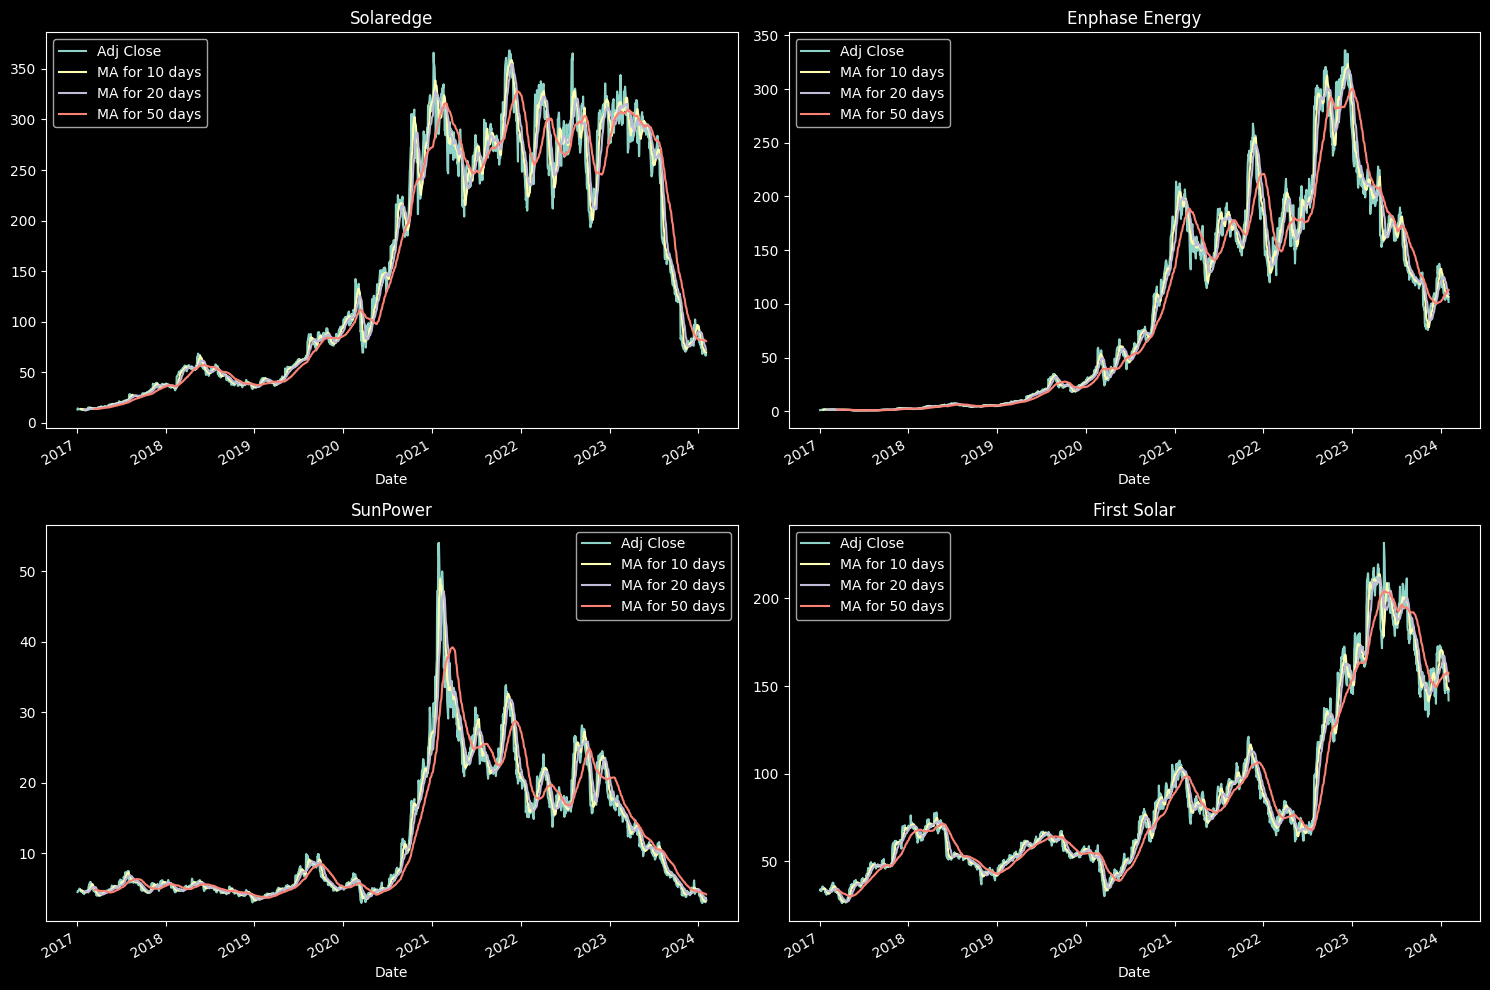 Solaredge
Adj Close
MA for 10 days
MA for 20 days
MA for 50 days
350
300
250
200
150
100
50
0
2017 2018 2019 2020 2021 2022 2023 2024
Date
Enphase Energy
Adj Close
MA for 10 days
MA for 20 days
MA for 50 days
350
300
250
200
150
100
50
0
2017 2018 2019 2020 2021 2022 2023 2024
Date
SunPower
Adj Close
MA for 10 days
MA for 20 days
MA for 50 days
50
40
30
20
10
2017 2018 2019 2020 2021 2022 2023 2024
Date
First Solar
Adj Close
MA for 10 days
MA for 20 days
MA for 50 days
200
150
100
50
2017 2018 2019 2020 2021 2022 2023 2024
Date